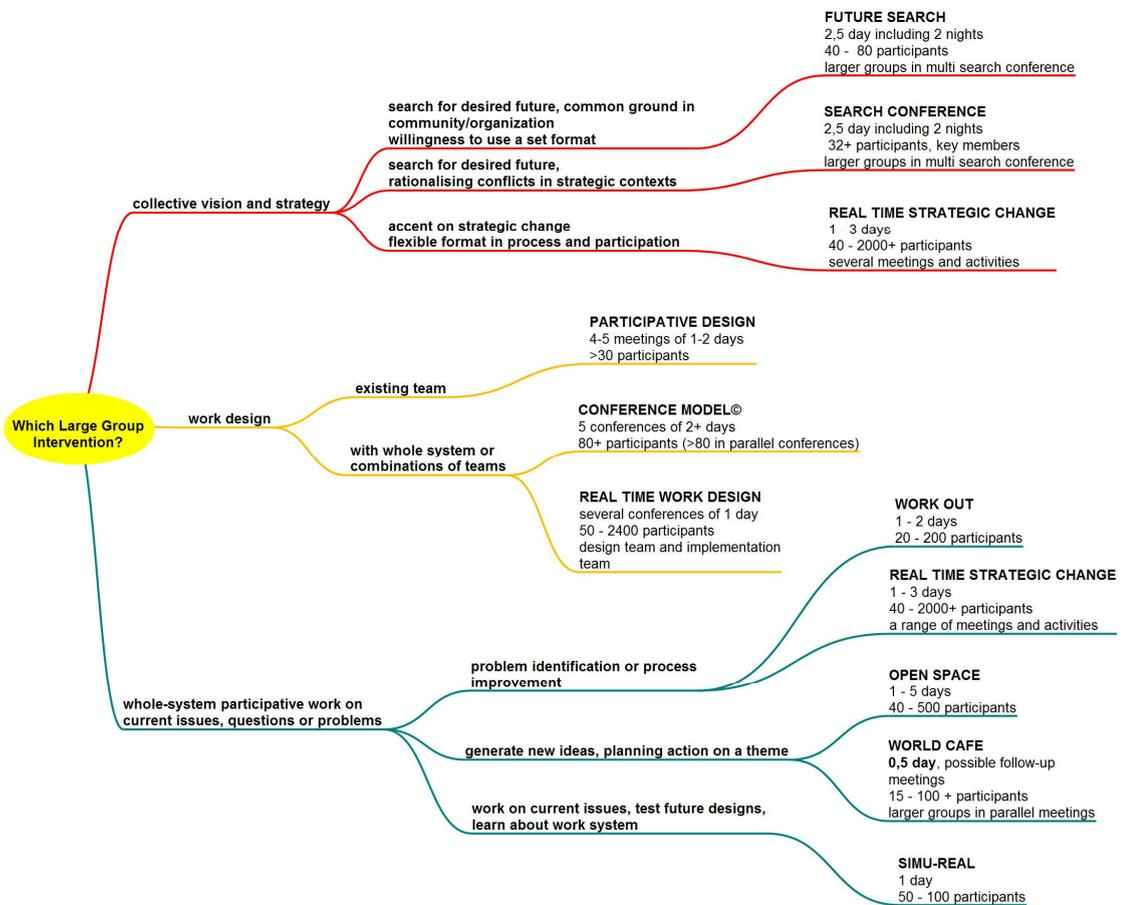 FUTURE SEARCH
2,5 day including 2 nights
40 -  80 participants
larger groups in multi search conference
search for desired future, common ground in
community/organization
willingness to use a set format
SEARCH CONFERENCE
2,5 day including 2 nights
32+ participants, key members
larger groups in multi search conference
search for desired future,
rationalising conflicts in strategic contexts
collective vision and strategy
accent on strategic change
flexible format in process and participation
REAL TIME STRATEGIC CHANGE
1   3 days
40 - 2000+ participants
several meetings and activities
PARTICIPATIVE DESIGN
4-5 meetings of 1-2 days
>30 participants
existing team
Which Large Group
Intervention?
work design
CONFERENCE MODEL©
5 conferences of 2+ days
80+ participants (>80 in parallel conferences)
with whole system or
combinations of teams
REAL TIME WORK DESIGN
several conferences of 1 day
50 - 2400 participants
design team and implementation
team
WORK OUT
1 - 2 days
20 - 200 participants
REAL TIME STRATEGIC CHANGE
1 - 3 days
40 - 2000+ participants
a range of meetings and activities
problem identification or process
improvement
whole-system participative work on
current issues, questions or problems
OPEN SPACE
1 - 5 days
40 - 500 participants
generate new ideas, planning action on a theme
WORLD CAFE
0,5 day, possible follow-up
meetings
15 - 100 + participants
larger groups in parallel meetings
work on current issues, test future designs,
learn about work system
SIMU-REAL
1 day
50 - 100 participants